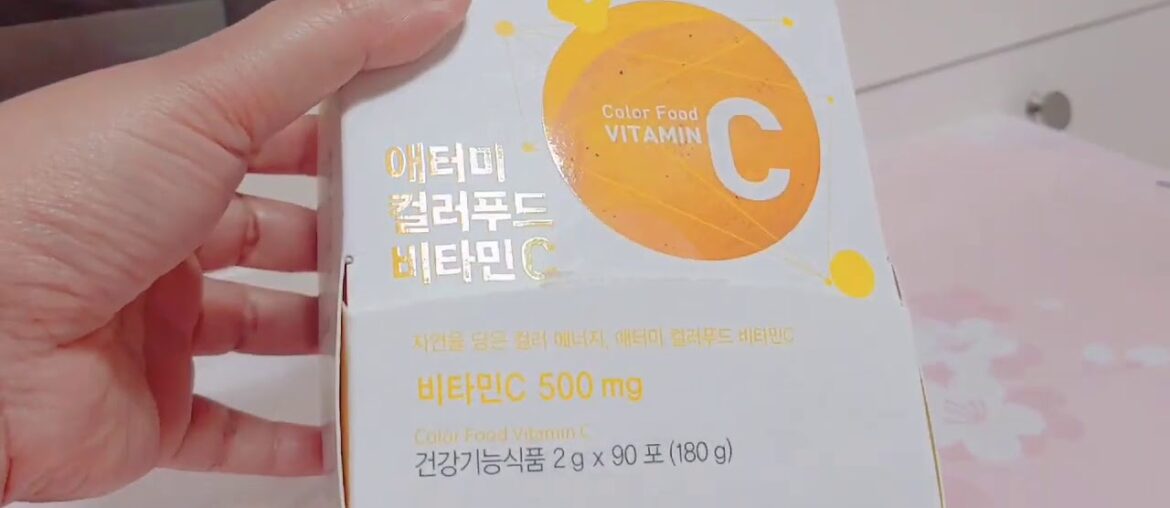 Color Food
VITAMIN C
애터미
컬러푸드
비타민 C
자연을 닮은 컬러 에너지, 애터미 컬러푸드 비타민C
비타민C 500 mg
Color Food Vitamin C
건강기능식품 2 g x 90 포 (180 g)